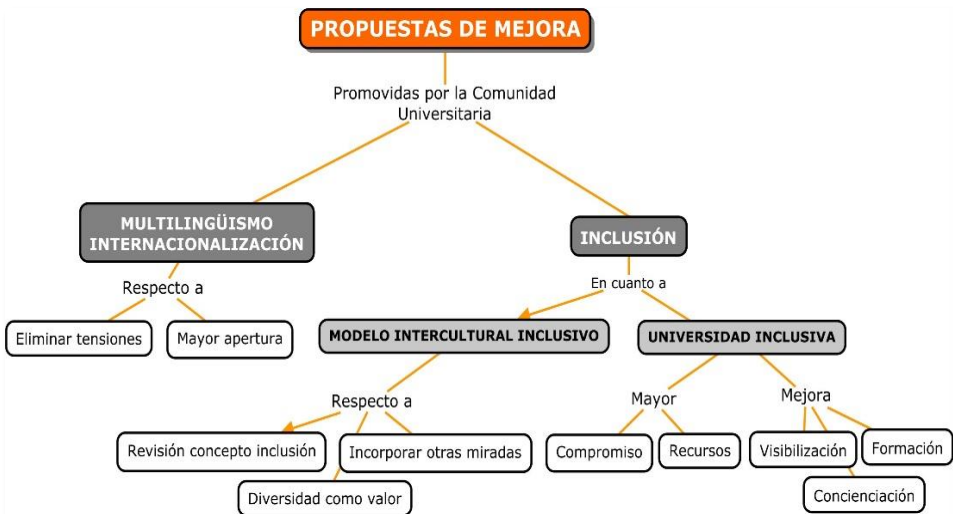 PROPUESTAS DE MEJORA
Promovidas por la Comunidad
Universitaria
MULTILINGÜISMO
INTERNACIONALIZACIÓN
INCLUSIÓN
Respecto a
En cuanto a
Eliminar tensiones
Mayor apertura
MODELO INTERCULTURAL INCLUSIVO
UNIVERSIDAD INCLUSIVA
Respecto a
Mayor
Mejora
Revisión concepto inclusión
Incorporar otras miradas
Diversidad como valor
Compromiso
Recursos
Visibilización
Formación
Concienciación